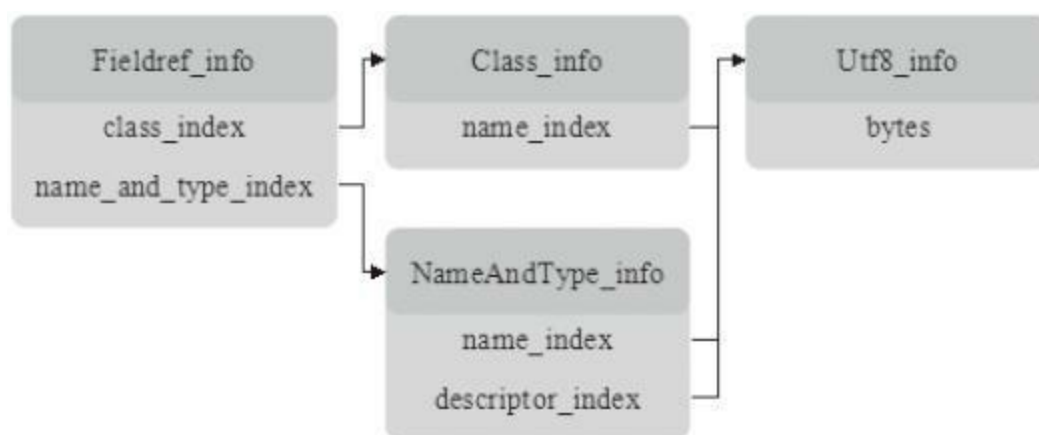 Fieldref_info
class_index
name_and_type_index
Class_info
name_index
NameAndType_info
name_index
descriptor_index
Utf8_info
bytes